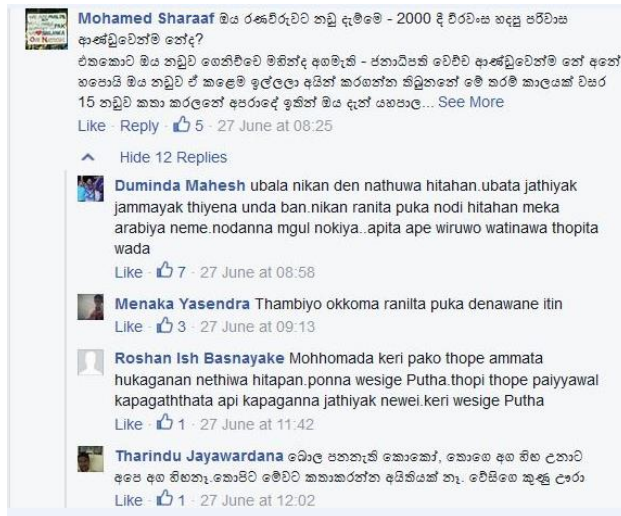 Mohamed Sharaaf ඔය රණවිරුවට නඩු දැම්මෙ - 2000 දි වීරවංස හදපු පරිවාස
ආණ්ඩුවෙන්ම නේද?
එතකොට ඔය නඩුව ගෙනිච්චෙ මහින්ද අගමැති - ජනාධිපති වෙච්ච ආණ්ඩුවෙන්ම නේ අනේ
හපොයි ඔය නඩුව ඒ කළෙම ඉල්ලලා අයින් කරගන්න තිබුනනේ මේ තරම් කාලයක් වසර
15 නඩුව කතා කරලනේ අපරාදේ ඉතින් ඔය දැන් යහපාල... See More
Like · Reply · 5 · 27 June at 08:25
Hide 12 Replies
Duminda Mahesh ubala nikan den nathuwa hitahan.ubata jathiyak
jammayak thiyena unda ban.nikan ranita puka nodi hitahan meka
arabiya neme.nodanna mgul nokiya..apita ape wiruwo watinawa thopita
wada
Like · 7 · 27 June at 08:58
Menaka Yasendra Thambiyo okkoma ranilta puka denawane itin
Like · 3 · 27 June at 09:13
Roshan Ish Basnayake Mohhomada keri pako thope ammata
hukaganan nethiwa hitapan.ponna wesige Putha.thopi thope paiyyawal
kapagaththata api kapaganna jathiyak newei.keri wesige Putha
Like · 1 · 27 June at 11:42
Tharindu Jayawardana බොල පනනැති කොකෝ, තොගෙ අග හිඟ උනාට
අපෙ අග හිඟනෑ.තොපිට මේවට කතාකරන්න අයිතියක් නෑ. වේසිගෙ කුණු ඌරා
Like · 1 · 27 June at 12:02